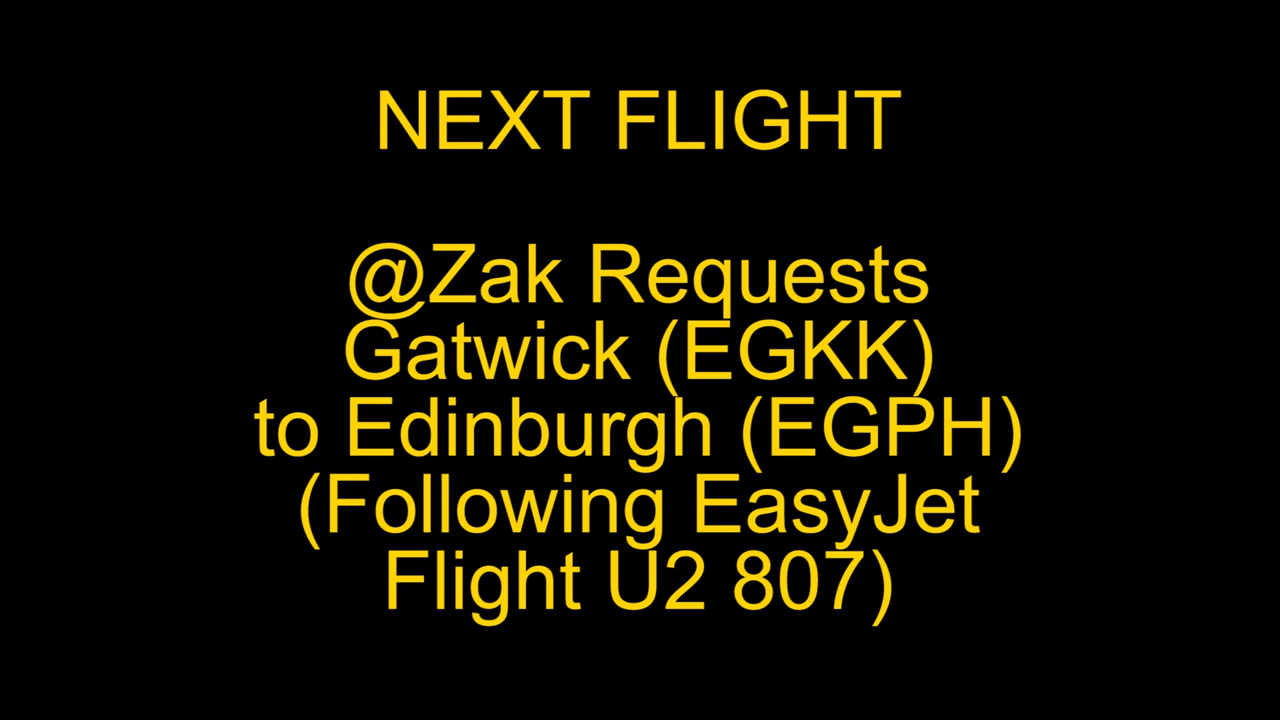 NEXT FLIGHT
@Zak Requests
Gatwick (EGKK)
to Edinburgh (EGPH)
(Following EasyJet
Flight U2 807)